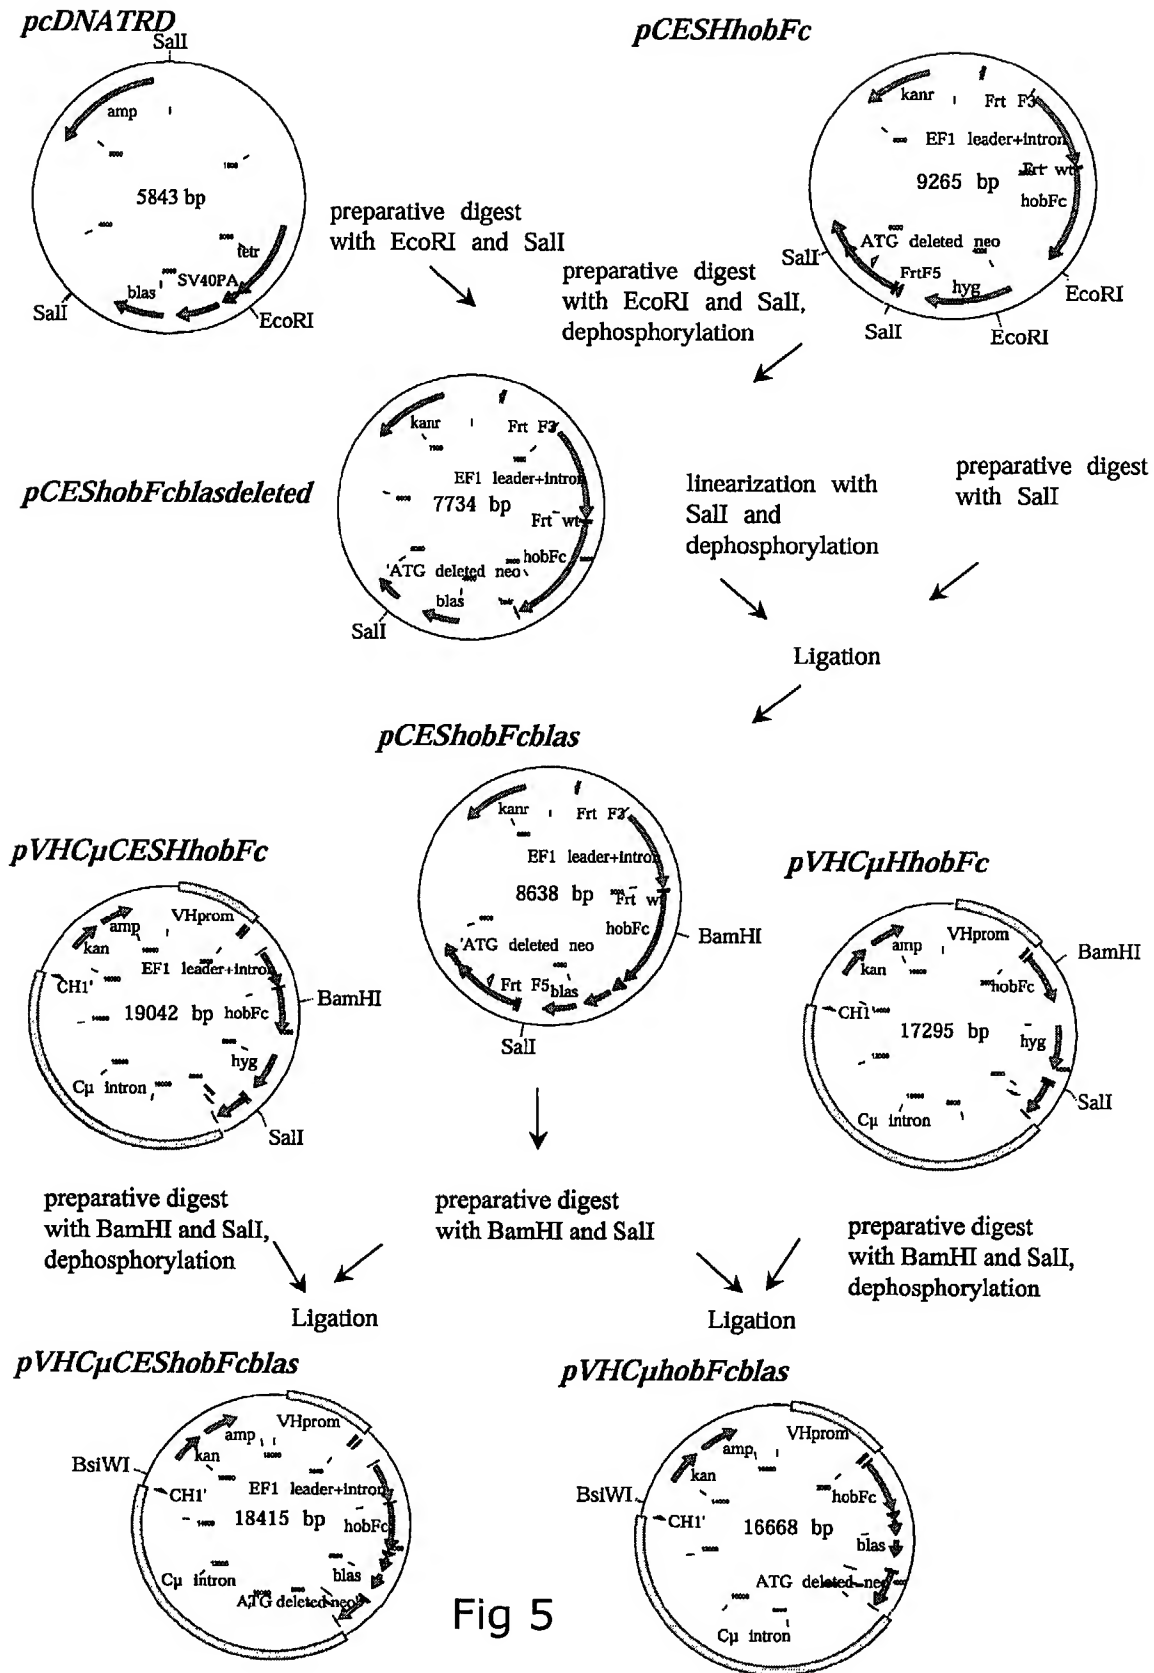 pcDNATRD
SalI
amp
5843 bp
tetr
SV40PA
blas
SalI
EcoRI
preparative digest
with EcoRI and SalI
pCESHhobFc
kanr
Frt F3
EF1 leader+intron
9265 bp
Frt wt
hobFc
ATG deleted neo
SalI
FrtF5
hyg
EcoRI
SalI
EcoRI
preparative digest
with EcoRI and SalI,
dephosphorylation
pCEShobFcblasdeleted
kanr
Frt F3
EF1 leader+intron
7734 bp
Frt wt
hobFc
'ATG deleted neo
blas
SalI
linearization with
SalI and
dephosphorylation
preparative digest
with SalI
Ligation
pCEShobFcblas
kanr
Frt F3
EF1 leader+intron
8638 bp
Frt w
hobFc
BamHI
'ATG deleted neo
Frt F5
blas
SalI
pVHCμCESHhobFc
VHprom
amp
kan
EF1 leader+intron
CH1'
BamHI
19042 bp
hobFc
hyg
Cμ intron
SalI
pVHCμHhobFc
VHprom
amp
kan
BamHI
hobFc
CH1'
17295 bp
hyg
SalI
Cμ intron
preparative digest
with BamHI and SalI,
dephosphorylation
preparative digest
with BamHI and SalI
preparative digest
with BamHI and SalI,
dephosphorylation
Ligation
Ligation
pVHCμCEShobFcblas
VHprom
amp
kan
BsiWI
EF1 leader+intron
CH1'
18415 bp
hobFc
Cμ intron
blas
ATG deleted neo
pVHCμhobFcblas
VHprom
amp
kan
BsiWI
hobFc
CH1'
16768 bp
blas
ATG deleted neo
Cμ intron
Fig 5